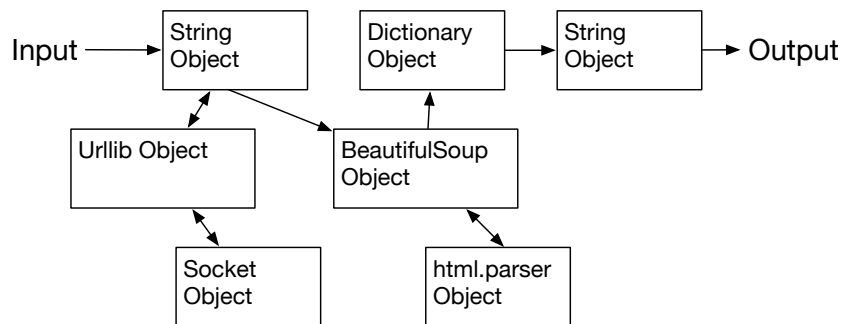 Input
String
Object
Dictionary
Object
String
Object
Output
Urllib Object
BeautifulSoup
Object
Socket
Object
html.parser
Object